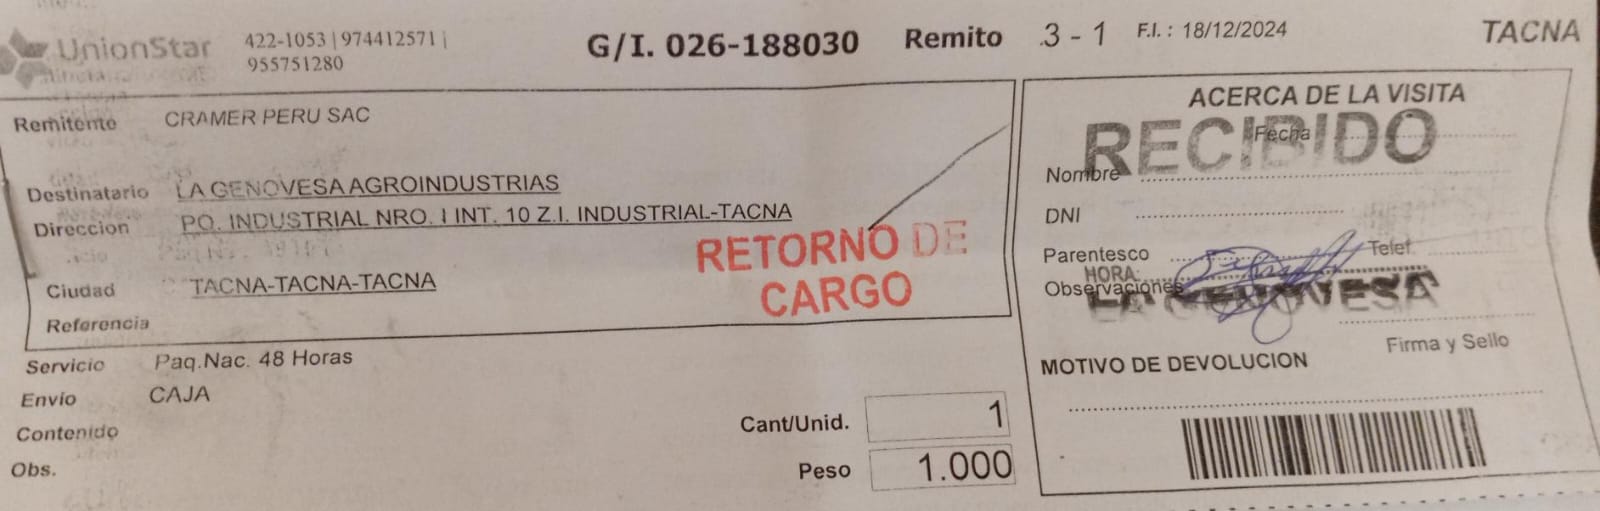 UnionStar
422-1053 | 974412571 |
955751280
G/I. 026-188030 Remito 3 - 1 F.I. : 18/12/2024 TACNA
Remitente CRAMER PERU SAC
Destinatario LA GENOVESA AGROINDUSTRIAS
Direccion PQ. INDUSTRIAL NRO. I INT. 10 Z.I. INDUSTRIAL-TACNA
Ciudad TACNA-TACNA-TACNA
Referencia
RETORNO DE
CARGO
Servicio Paq.Nac. 48 Horas
Envio CAJA
Contenido
Obs.
Cant/Unid. 1
Peso 1.000
ACERCA DE LA VISITA
RECIBIDO
Fecha
Nombre
DNI
Parentesco Telef.
HORA:
Observaciones
LA GENOVESA
Firma y Sello
MOTIVO DE DEVOLUCION